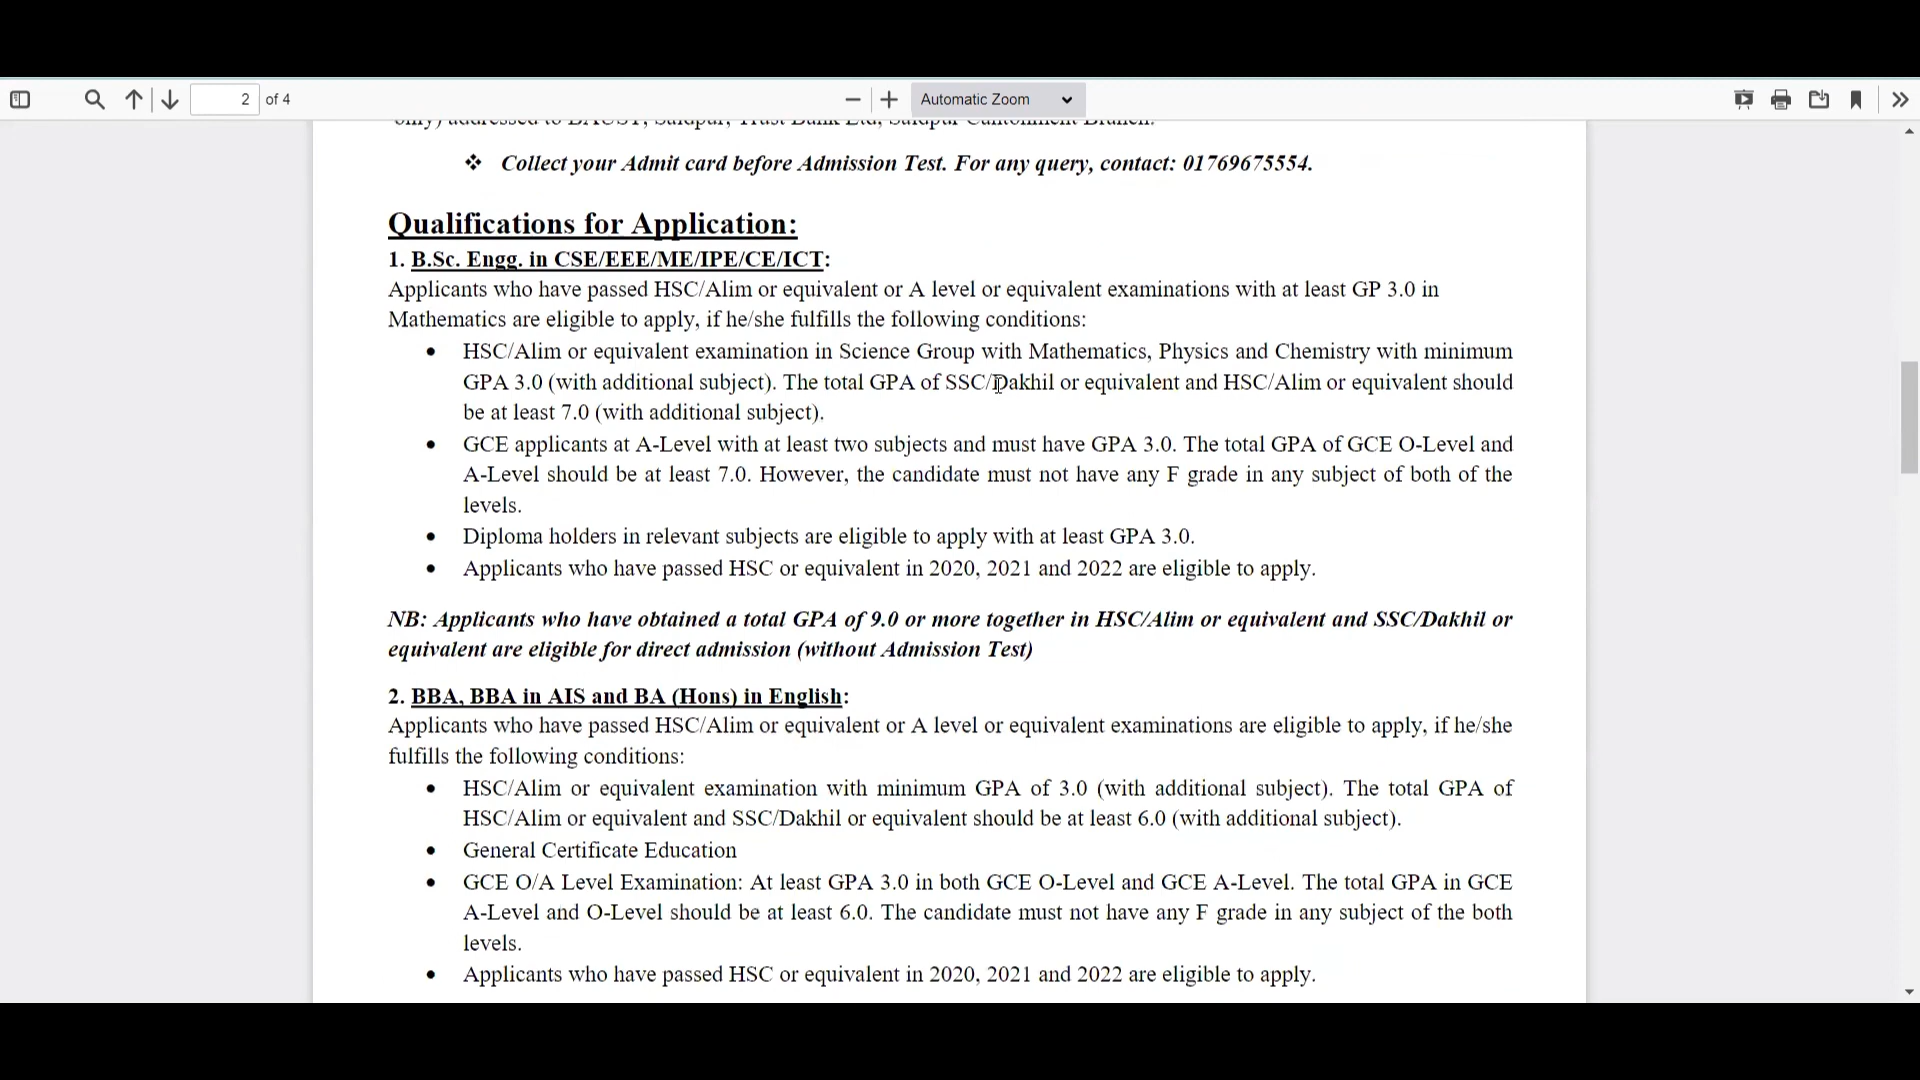 2 of 4 Automatic Zoom
only) addressed to BAUST, Saidpur, Trust Bank Ltd, Saidpur Cantonment Branch.
❖ Collect your Admit card before Admission Test. For any query, contact: 01769675554.
Qualifications for Application:
1. B.Sc. Engg. in CSE/EEE/ME/IPE/CE/ICT:
Applicants who have passed HSC/Alim or equivalent or A level or equivalent examinations with at least GP 3.0 in
Mathematics are eligible to apply, if he/she fulfills the following conditions:
• HSC/Alim or equivalent examination in Science Group with Mathematics, Physics and Chemistry with minimum
GPA 3.0 (with additional subject). The total GPA of SSC/Dakhil or equivalent and HSC/Alim or equivalent should
be at least 7.0 (with additional subject).
• GCE applicants at A-Level with at least two subjects and must have GPA 3.0. The total GPA of GCE O-Level and
A-Level should be at least 7.0. However, the candidate must not have any F grade in any subject of both of the
levels.
• Diploma holders in relevant subjects are eligible to apply with at least GPA 3.0.
• Applicants who have passed HSC or equivalent in 2020, 2021 and 2022 are eligible to apply.
NB: Applicants who have obtained a total GPA of 9.0 or more together in HSC/Alim or equivalent and SSC/Dakhil or
equivalent are eligible for direct admission (without Admission Test)
2. BBA, BBA in AIS and BA (Hons) in English:
Applicants who have passed HSC/Alim or equivalent or A level or equivalent examinations are eligible to apply, if he/she
fulfills the following conditions:
• HSC/Alim or equivalent examination with minimum GPA of 3.0 (with additional subject). The total GPA of
HSC/Alim or equivalent and SSC/Dakhil or equivalent should be at least 6.0 (with additional subject).
• General Certificate Education
• GCE O/A Level Examination: At least GPA 3.0 in both GCE O-Level and GCE A-Level. The total GPA in GCE
A-Level and O-Level should be at least 6.0. The candidate must not have any F grade in any subject of the both
levels.
• Applicants who have passed HSC or equivalent in 2020, 2021 and 2022 are eligible to apply.